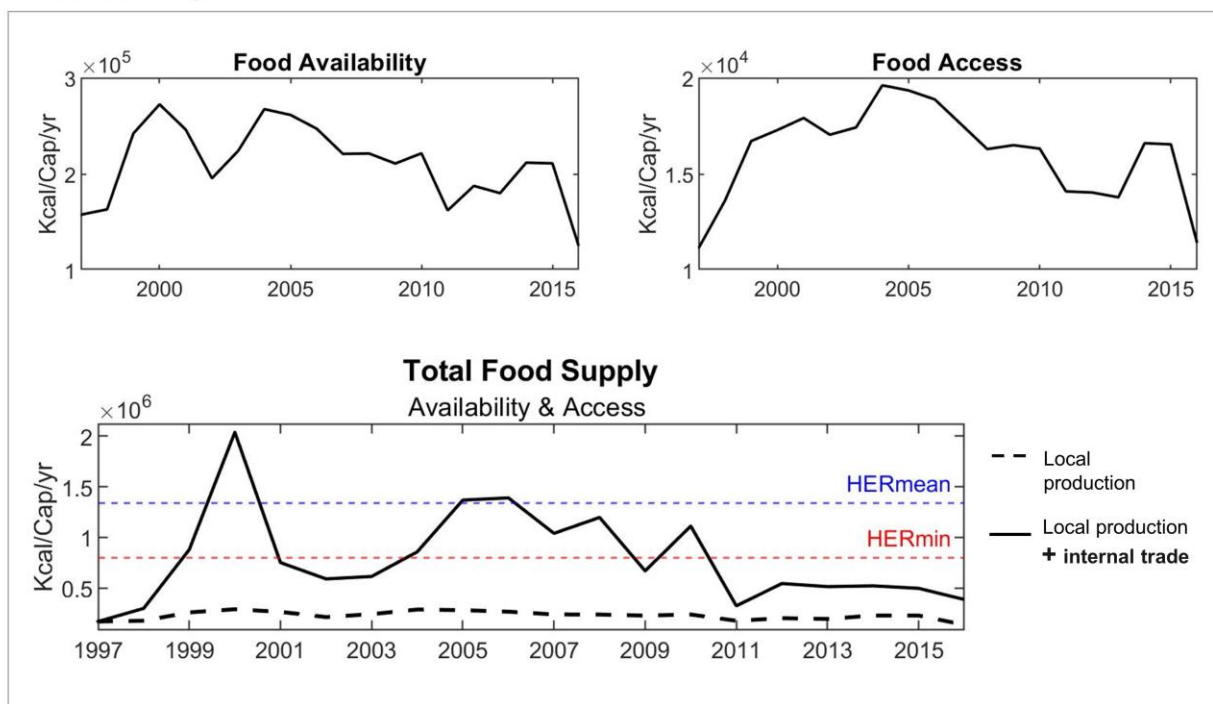 Food Availability
×10^5
3
2
1
Kcal/Cap/yr
2000 2005 2010 2015
Food Access
×10^4
2
1.5
1
Kcal/Cap/yr
2000 2005 2010 2015
Total Food Supply
Availability & Access
×10^6
2
1.5
1
0.5
Kcal/Cap/yr
HERmean
HERmin
1997 1999 2001 2003 2005 2007 2009 2011 2013 2015
Local
production
Local production
+ internal trade